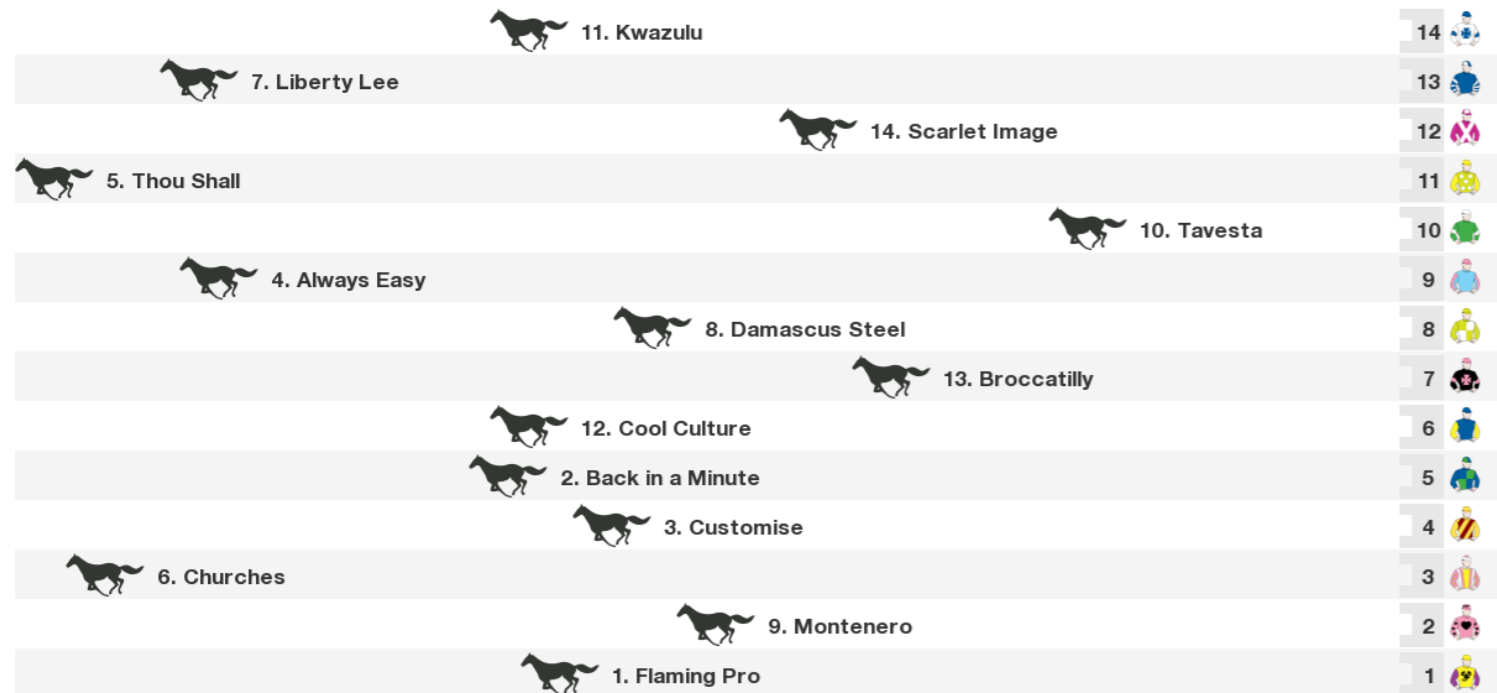 11. Kwazulu 14
7. Liberty Lee 13
14. Scarlet Image 12
5. Thou Shall 11
10. Tavesta 10
4. Always Easy 9
8. Damascus Steel 8
13. Broccatilly 7
12. Cool Culture 6
2. Back in a Minute 5
3. Customise 4
6. Churches 3
9. Montenero 2
1. Flaming Pro 1